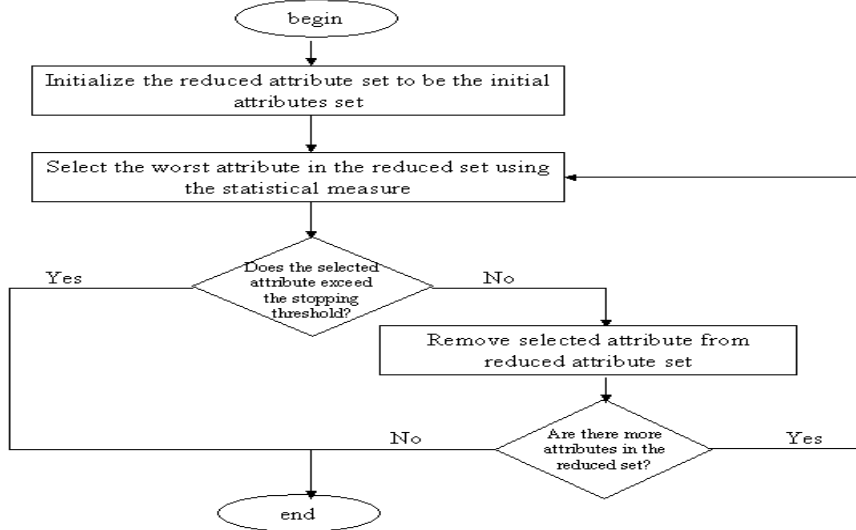 begin
Initialize the reduced attribute set to be the initial
attributes set
Select the worst attribute in the reduced set using
the statistical measure
Does the selected
attribute exceed
the stopping
threshold?
Yes
No
Remove selected attribute from
reduced attribute set
Are there more
attributes in the
reduced set?
No
Yes
end